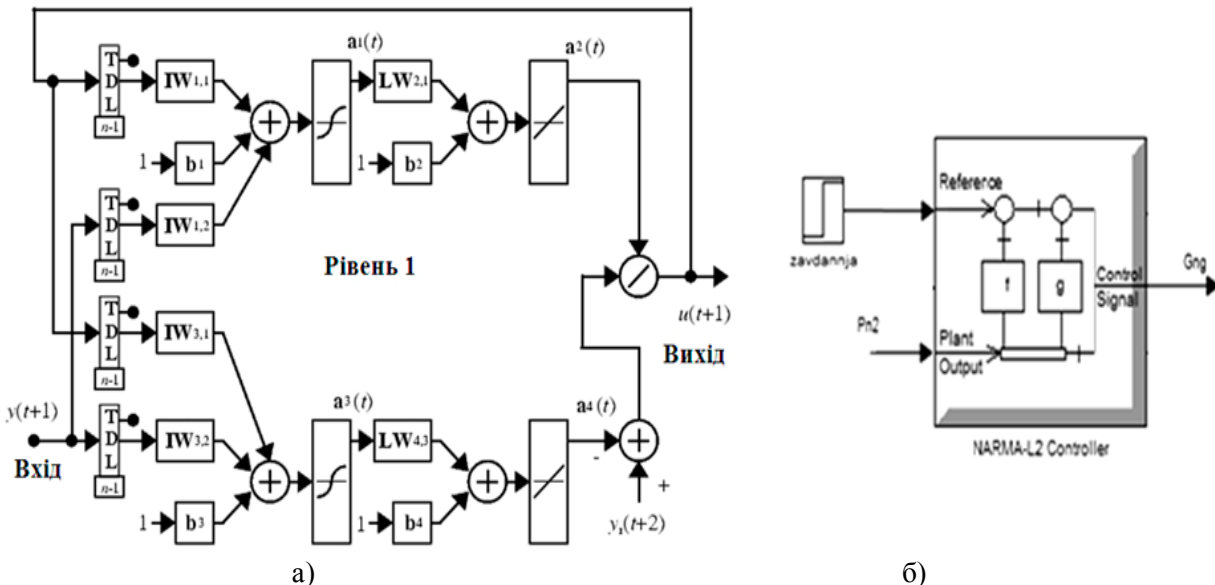 a1(t)
a2(t)
T
D
L
n-1
IW1,1
LW2,1
1
b1
1
b2
T
D
L
n-1
IW1,2
Рівень 1
u(t+1)
Вихід
T
D
L
n-1
IW3,1
y(t+1)
Вхід
T
D
L
n-1
IW3,2
a3(t)
LW4,3
a4(t)
-
+
1
b3
1
b4
yr(t+2)
а)
zavdannja
Reference
f
g
Control
Signal
Gng
Pn2
Plant
Output
NARMA-L2 Controller
б)